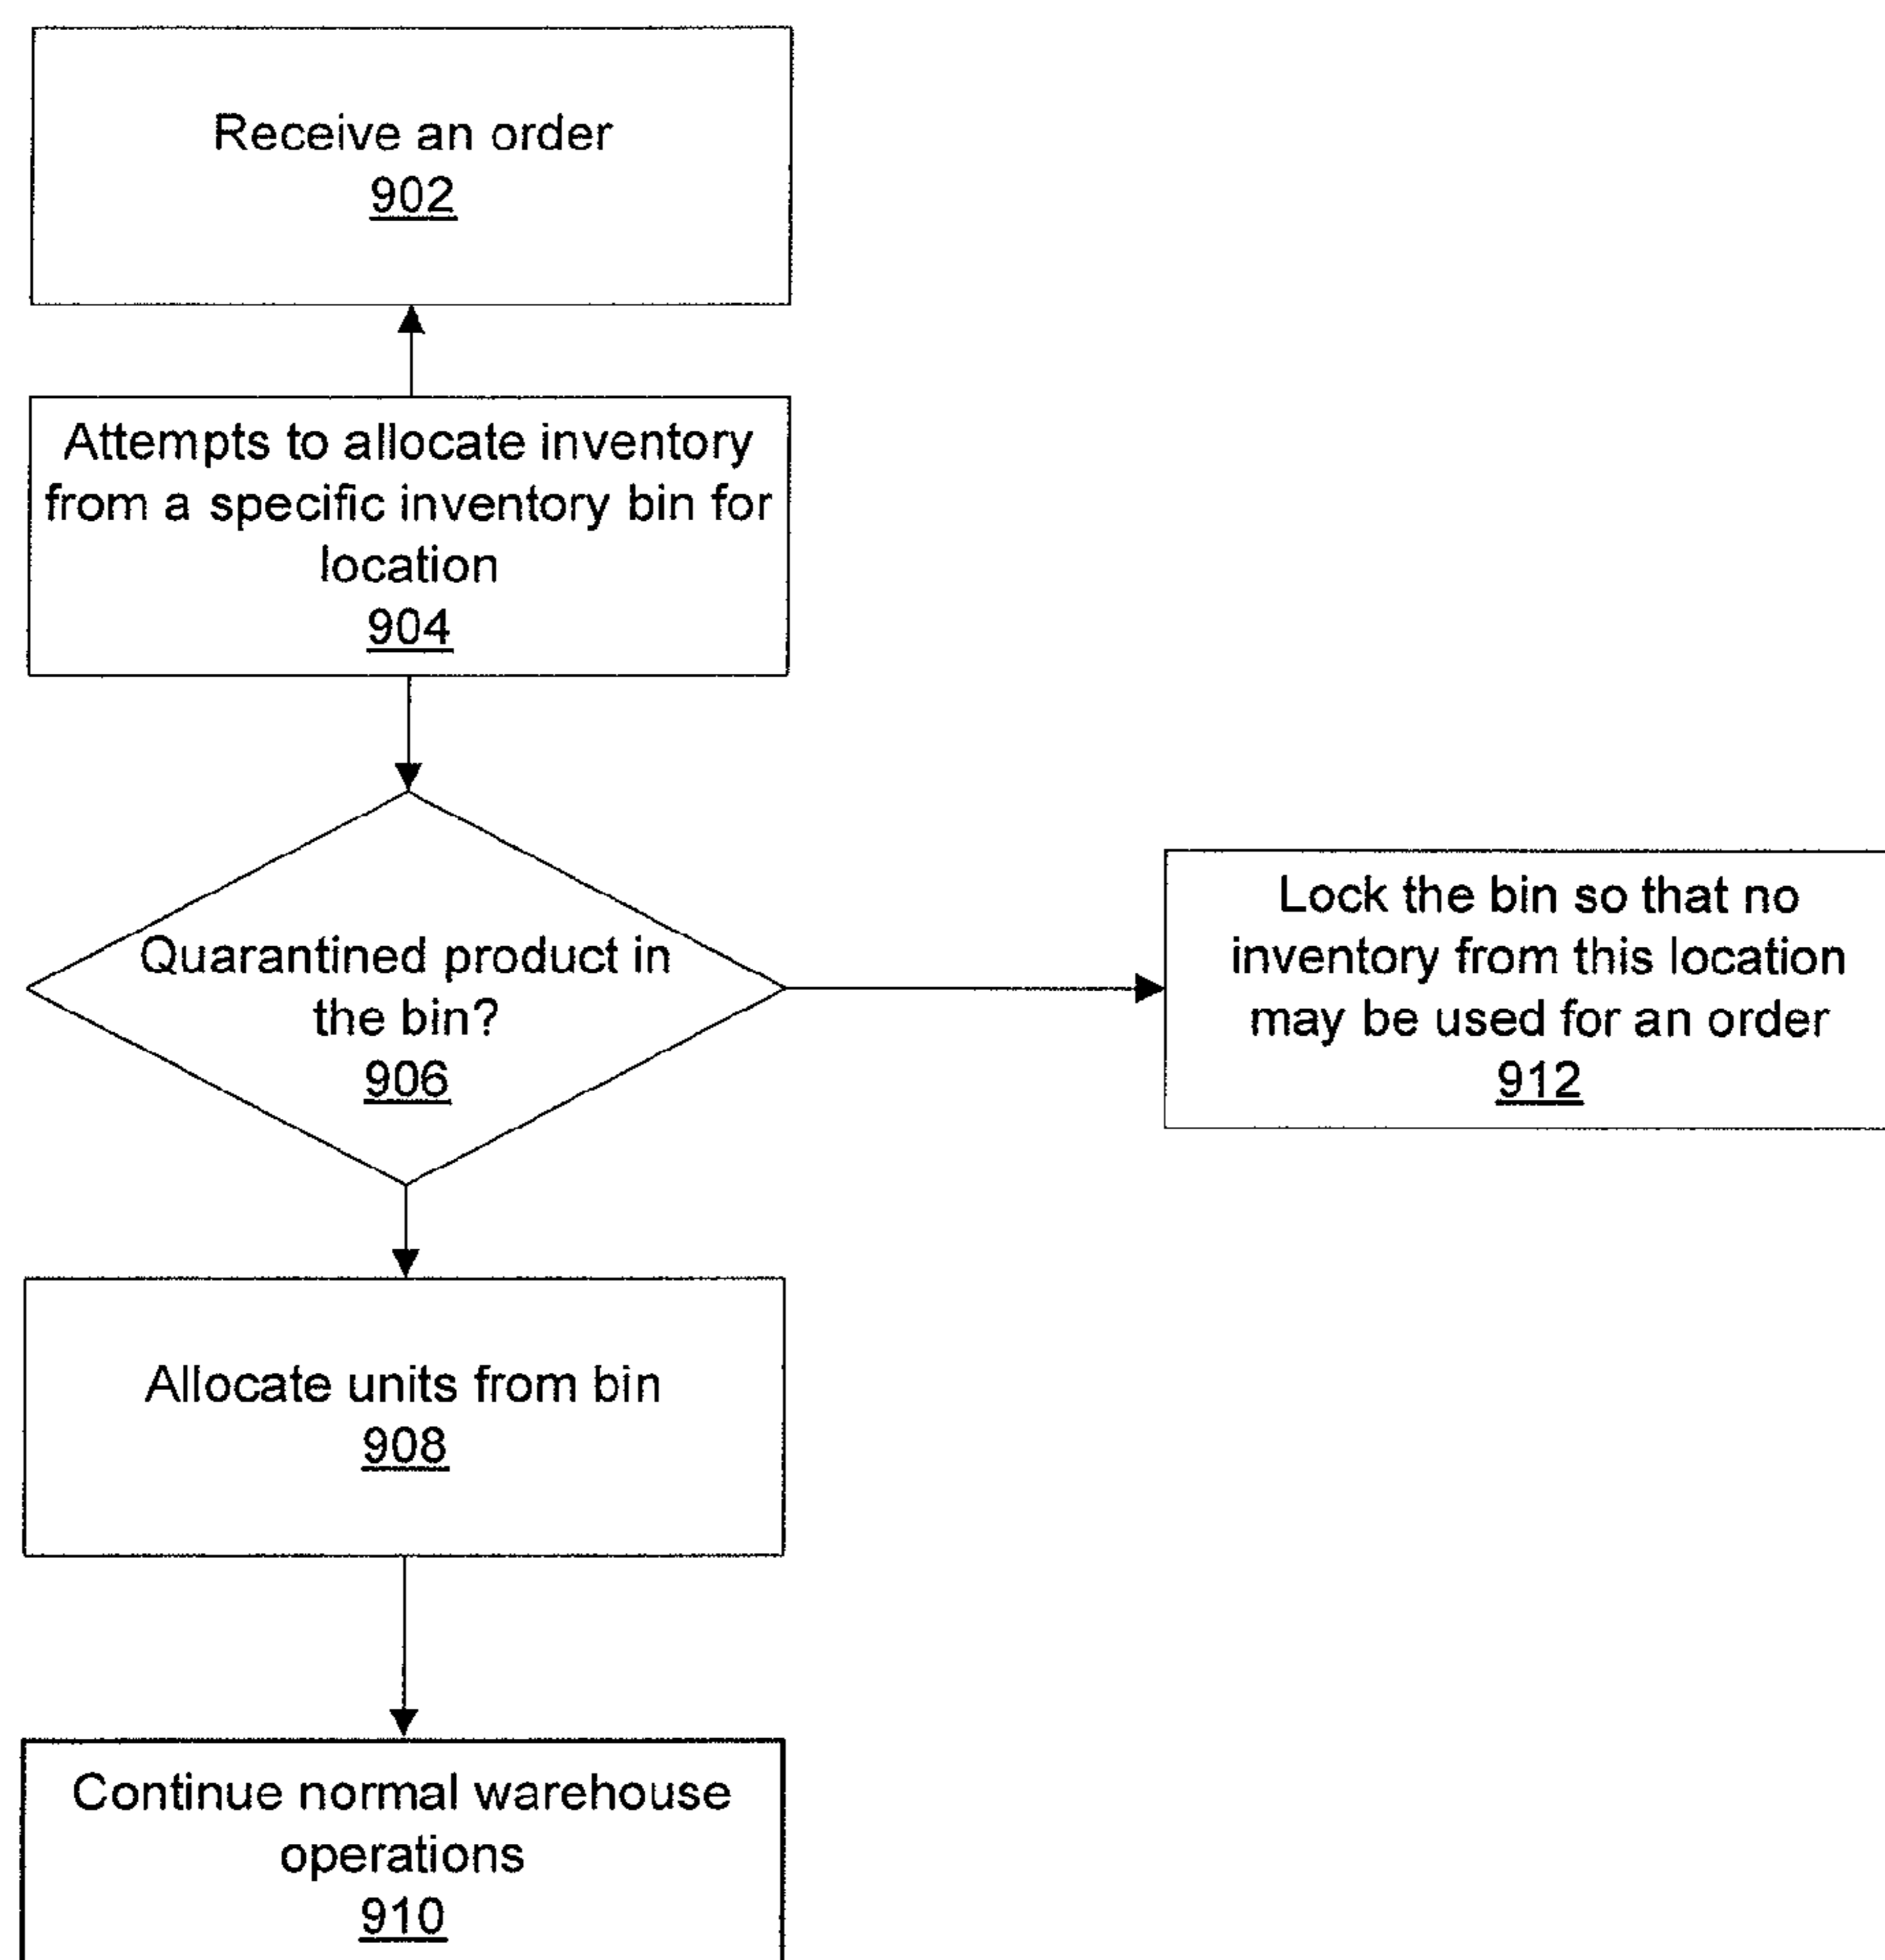 Receive an order
902
Attempts to allocate inventory
from a specific inventory bin for
location
904
Quarantined product in
the bin?
906
Lock the bin so that no
inventory from this location
may be used for an order
912
Allocate units from bin
908
Continue normal warehouse
operations
910